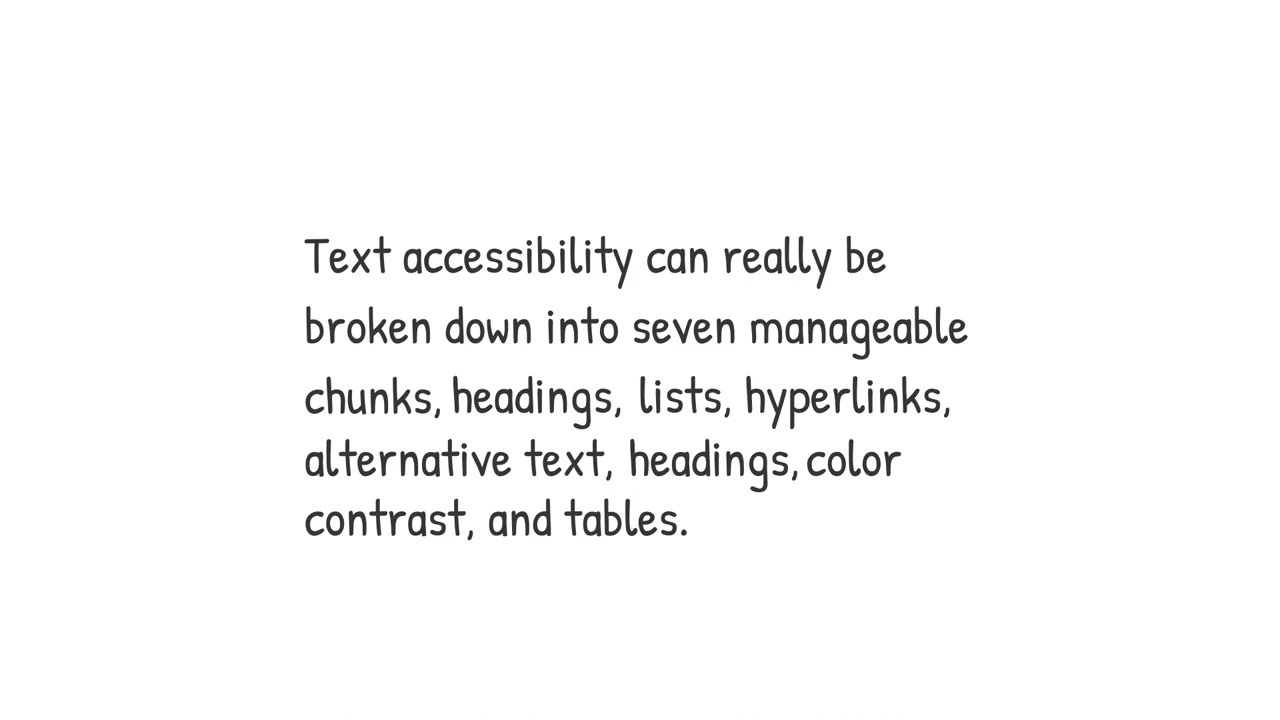 Text accessibility can really be
broken down into seven manageable
chunks, headings, lists, hyperlinks,
alternative text, headings, color
contrast, and tables.